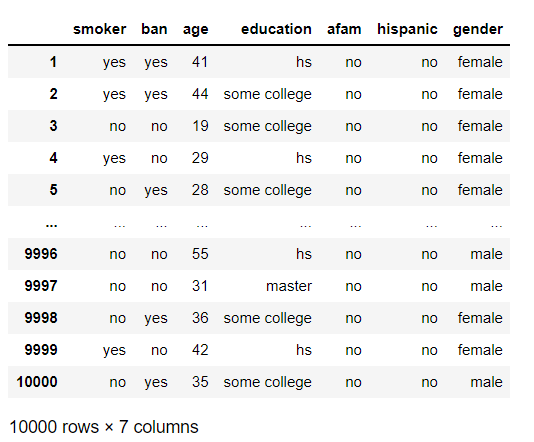 smoker ban age education afam hispanic gender
1 yes yes 41 hs no no female
2 yes yes 44 some college no no female
3 no no 19 some college no no female
4 yes no 29 hs no no female
5 no yes 28 some college no no female
... ... ... ... ... ... ... ...
9996 no no 55 hs no no male
9997 no no 31 master no no male
9998 no yes 36 some college no no female
9999 yes no 42 hs no no female
10000 no yes 35 some college no no male
10000 rows × 7 columns